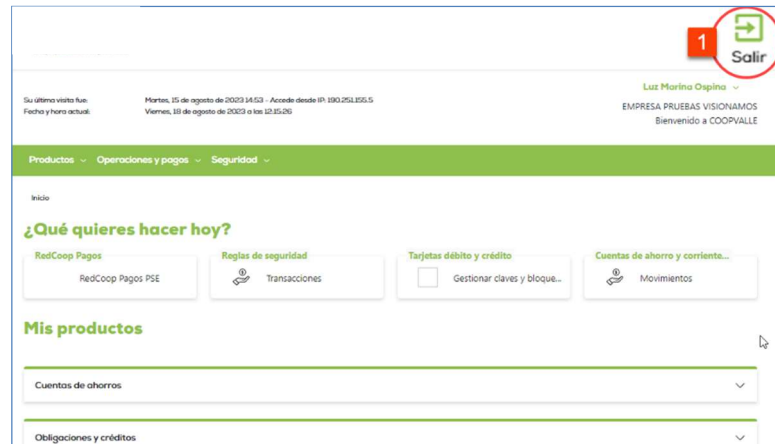 1
Salir
Luz Marina Ospina
Su última visita fue: Martes, 15 de agosto de 2023 14:53 - Accede desde IP: 190.251.155.5
EMPRESA PRUEBAS VISIONAMOS
Fecha y hora actual: Viernes, 18 de agosto de 2023 a las 12:15:26
Bienvenido a COOPVALLE
Productos Operaciones y pagos Seguridad
Inicio
¿Qué quieres hacer hoy?
RedCoop Pagos
RedCoop Pagos PSE
Reglas de seguridad
Transacciones
Tarjetas débito y crédito
Gestionar claves y bloque...
Cuentas de ahorro y corriente...
Movimientos
Mis productos
Cuentas de ahorros
Obligaciones y créditos